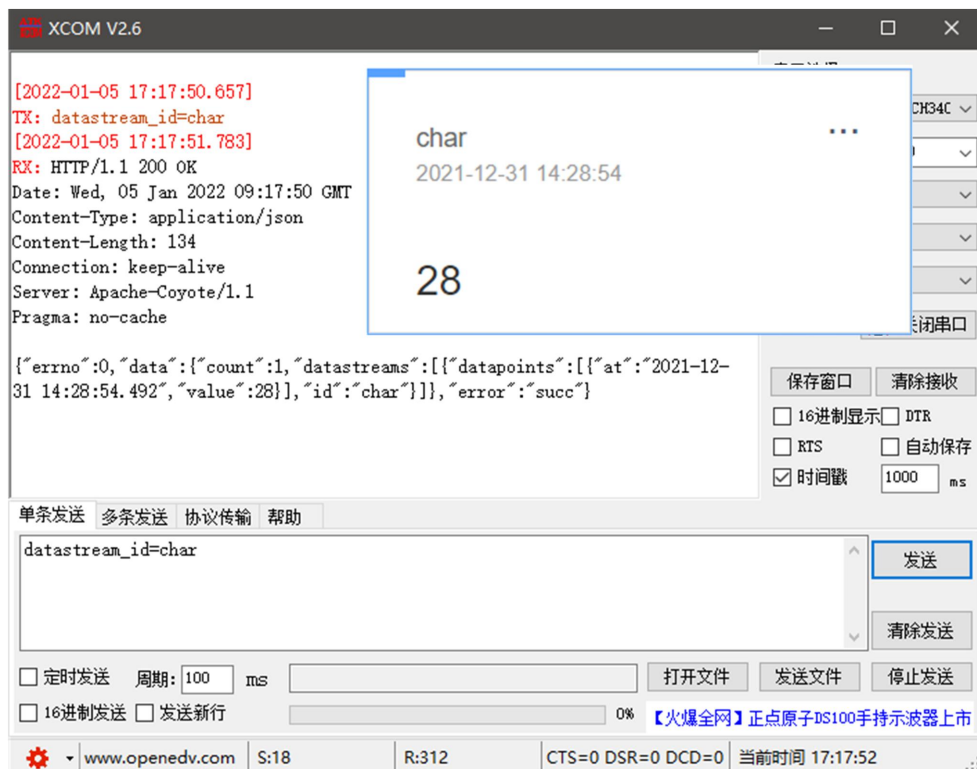 XCOM V2.6
[2022-01-05 17:17:50.657]
TX: datastream_id=char
[2022-01-05 17:17:51.783]
RX: HTTP/1.1 200 OK
Date: Wed, 05 Jan 2022 09:17:50 GMT
Content-Type: application/json
Content-Length: 134
Connection: keep-alive
Server: Apache-Coyote/1.1
Pragma: no-cache
{"errno":0,"data":{"count":1,"datastreams":[{"datapoints":[{"at":"2021-12-
31 14:28:54.492","value":28}],"id":"char"}]},"error":"succ"}
char
...
2021-12-31 14:28:54
28
闭串口
保存窗口 清除接收
16进制显示 DTR
RTS 自动保存
时间戳 1000 ms
单条发送 多条发送 协议传输 帮助
datastream_id=char
发送
清除发送
定时发送 周期: 100 ms 打开文件 发送文件 停止发送
16进制发送 发送新行 0% 【火爆全网】正点原子DS100手持示波器上市
www.openedv.com S:18 R:312 CTS=0 DSR=0 DCD=0 当前时间 17:17:52